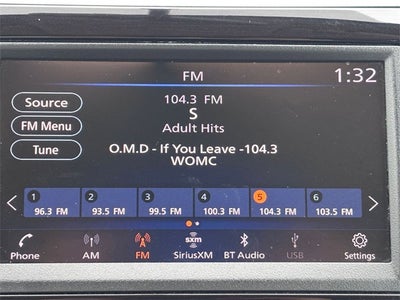 FM
1:32
Source
104.3 FM
S
FM Menu
Adult Hits
Tune
O.M.D - If You Leave -104.3
WOMC
1 2 3 4 5 6
96.3 FM 93.5 FM 99.5 FM 100.3 FM 104.3 FM 103.5 FM
sxm
Phone AM FM SiriusXM BT Audio USB Settings